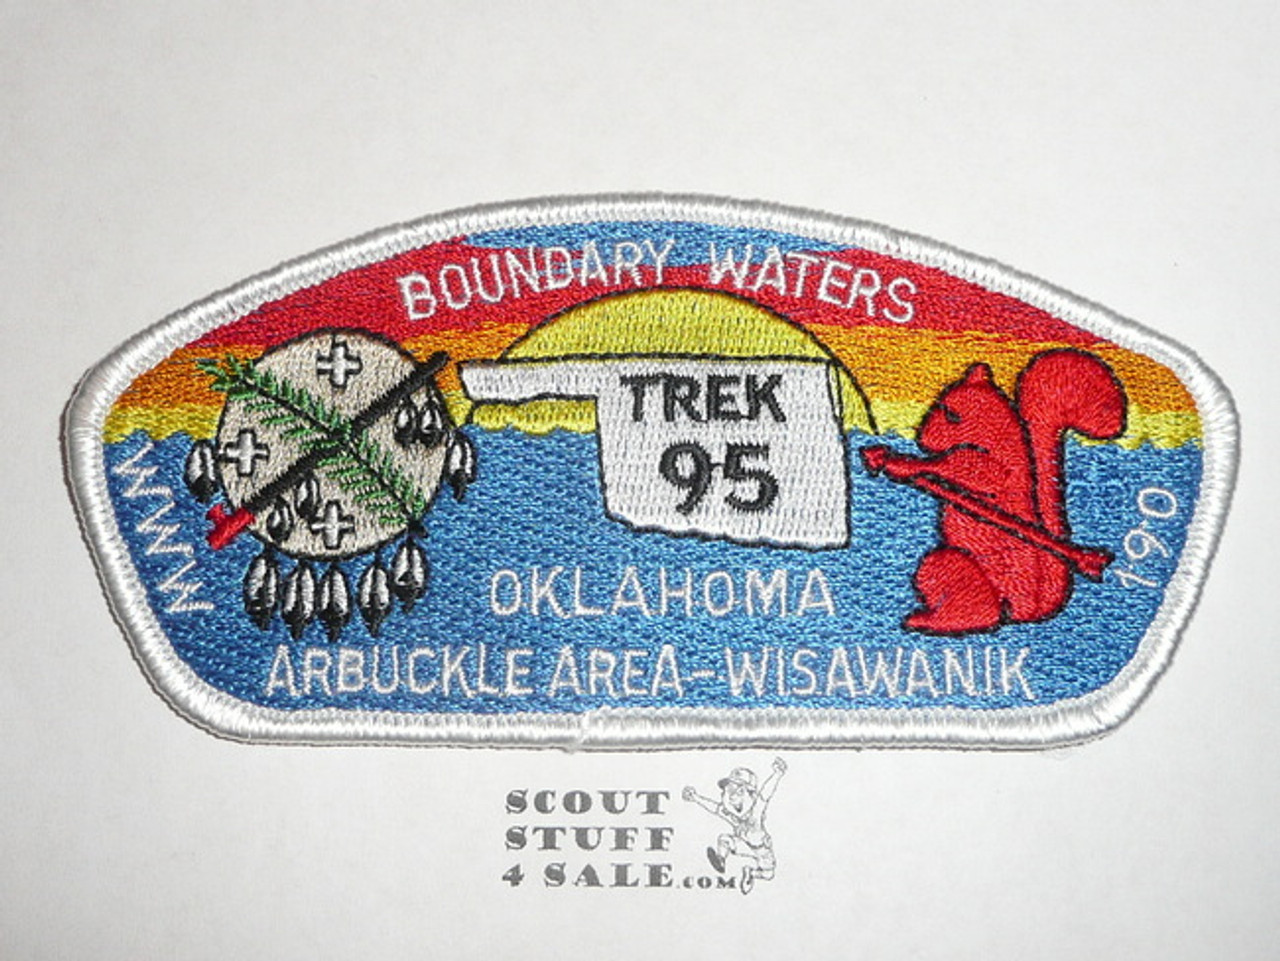 BOUNDARY WATERS
TREK
95
WWW
190
OKLAHOMA
ARBUCKLE AREA-WISAWANIK
SCOUT
STUFF
4 SALE.COM